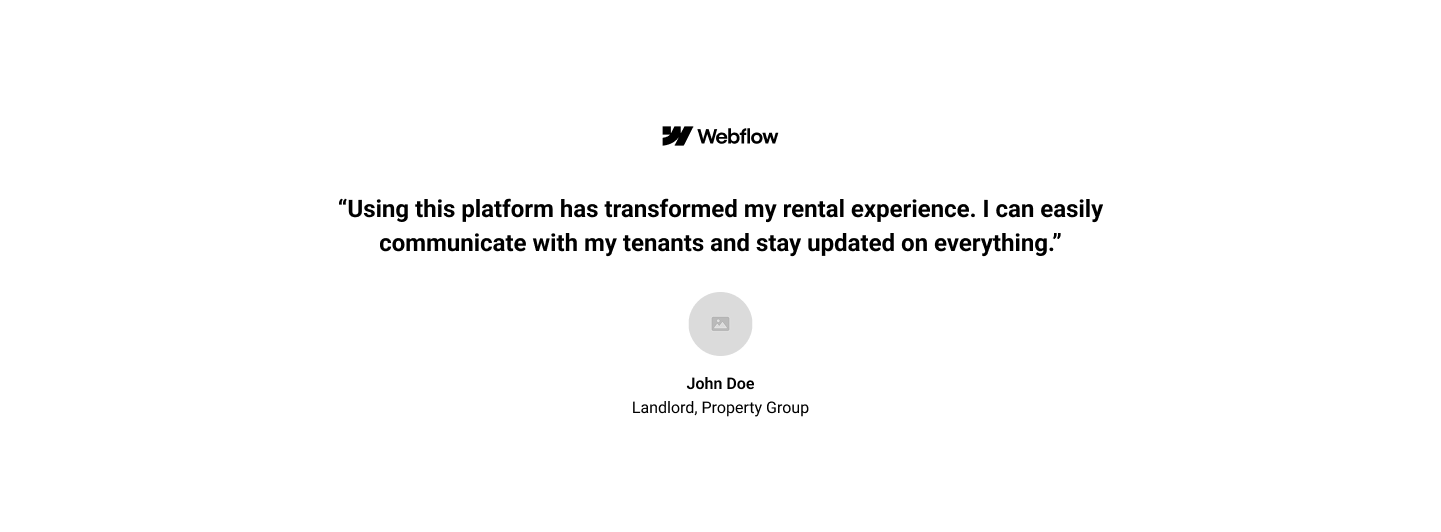 Webflow
“Using this platform has transformed my rental experience. I can easily
communicate with my tenants and stay updated on everything.”
John Doe
Landlord, Property Group